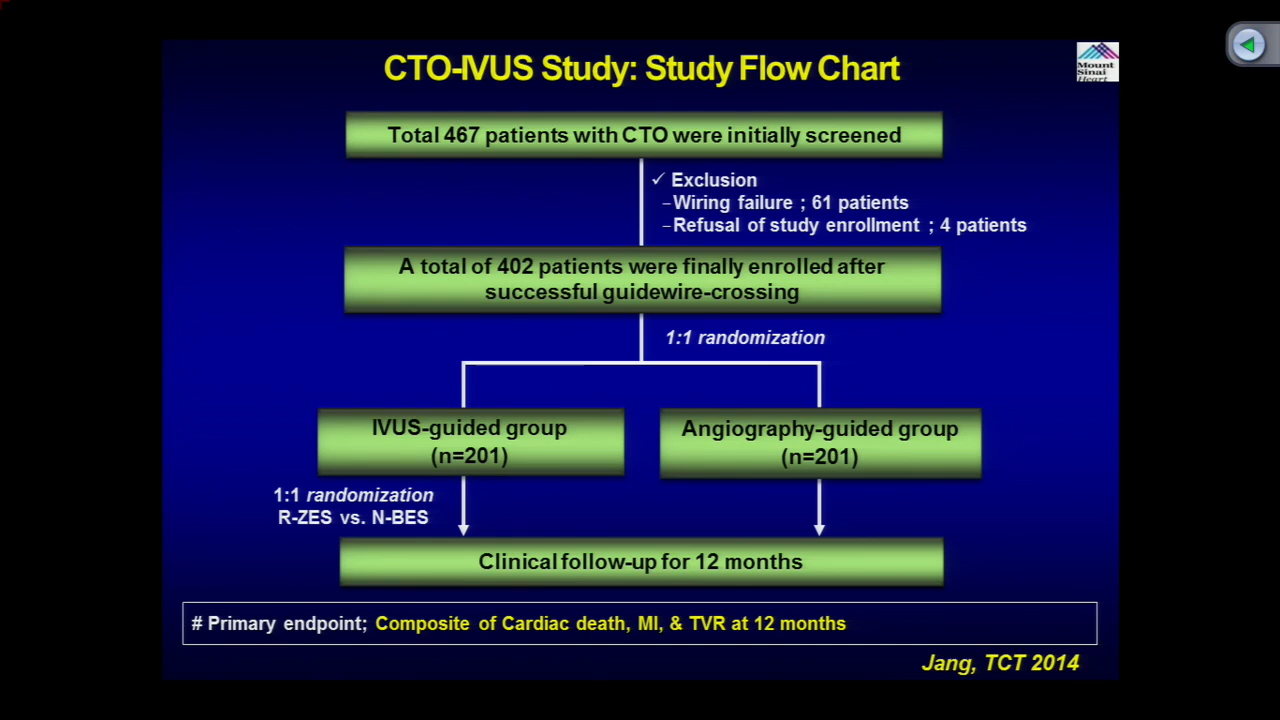 CTO-IVUS Study: Study Flow Chart
Mount
Sinai
Heart
Total 467 patients with CTO were initially screened
✓ Exclusion
–Wiring failure ; 61 patients
–Refusal of study enrollment ; 4 patients
A total of 402 patients were finally enrolled after
successful guidewire-crossing
1:1 randomization
IVUS-guided group
(n=201)
Angiography-guided group
(n=201)
1:1 randomization
R-ZES vs. N-BES
Clinical follow-up for 12 months
# Primary endpoint; Composite of Cardiac death, MI, & TVR at 12 months
Jang, TCT 2014